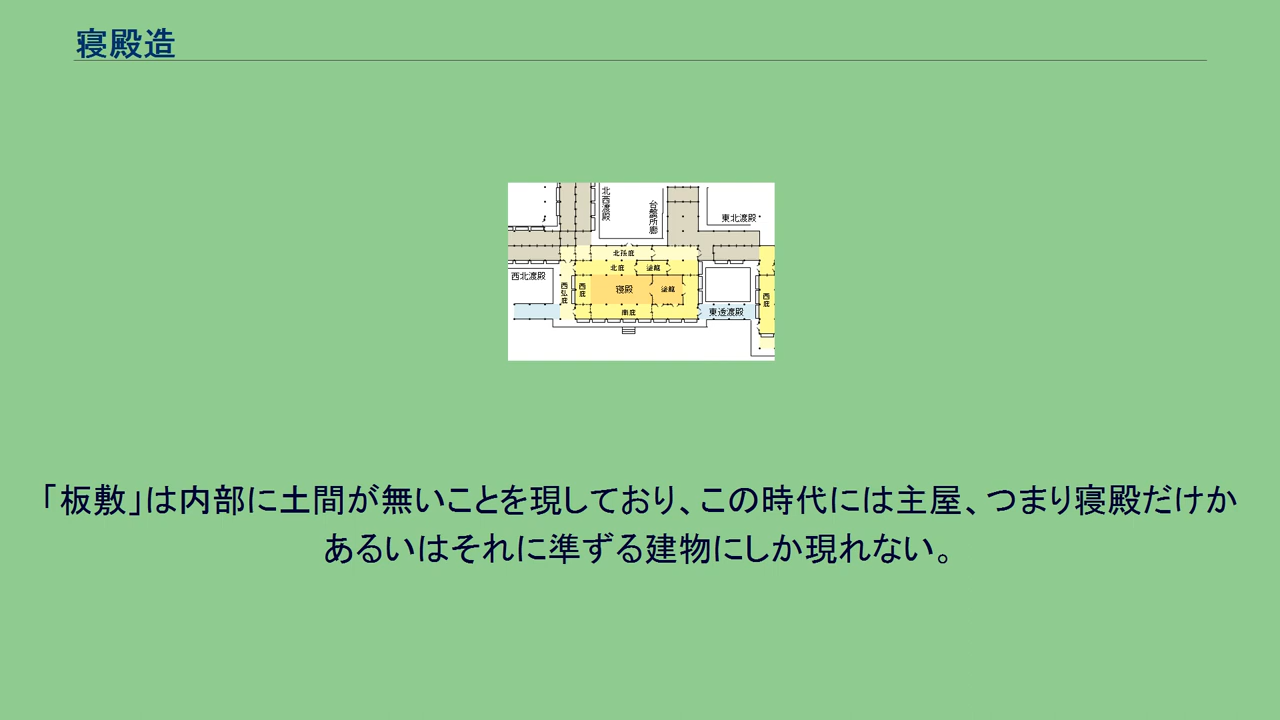 寝殿造
北西渡殿
台盤所廊
東北渡殿
北孫庇
北庇
塗籠
西北渡殿
西弘庇
西庇
寝殿
塗籠
西庇
南庇
東透渡殿
「板敷」は内部に土間が無いことを現しており、この時代には主屋、つまり寝殿だけか
あるいはそれに準ずる建物にしか現れない。